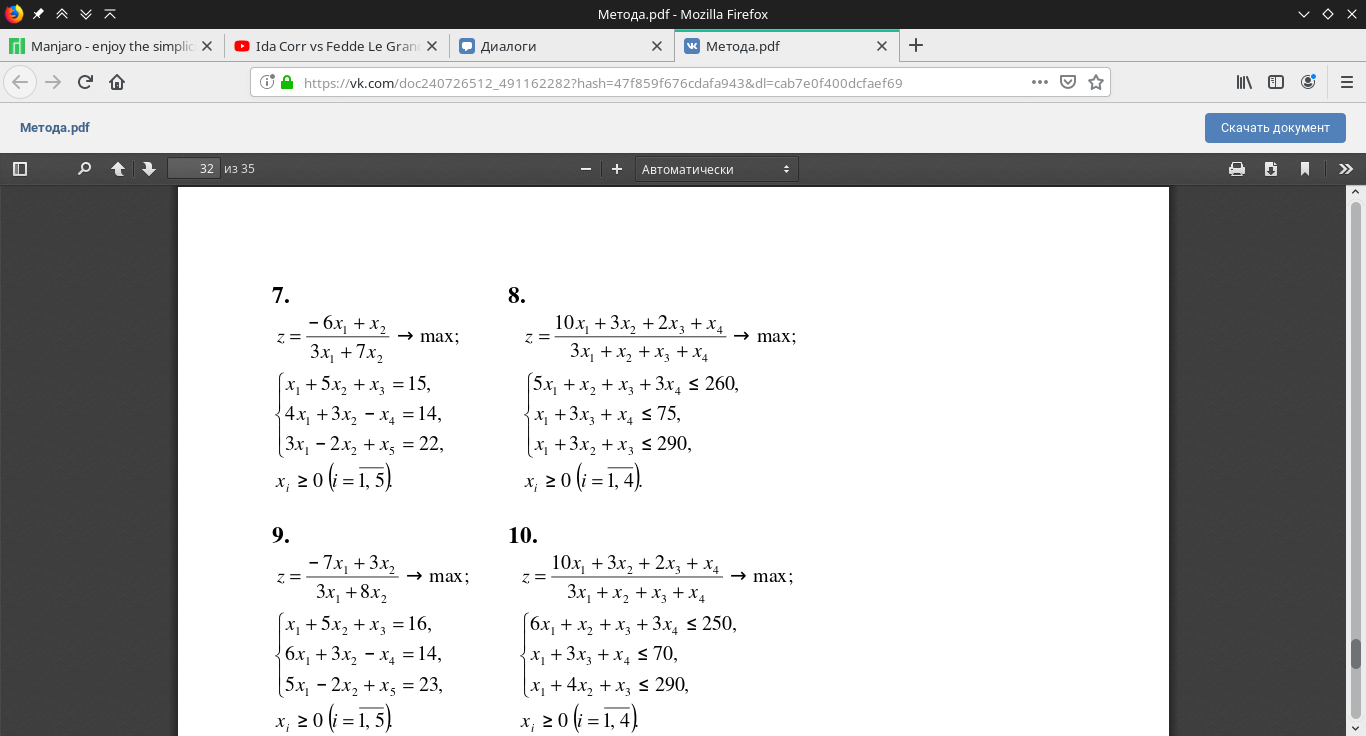 Метода.pdf - Mozilla Firefox
Manjaro - enjoy the simplic
Ida Corr vs Fedde Le Gran
Диалоги
Метода.pdf
https://vk.com/doc240726512_491162282?hash=47f859f676cdafa943&dl=cab7e0f400dcfaef69
Метода.pdf
Скачать документ
32 из 35
Автоматически
7.
z = (− 6x₁ + x₂)/(3x₁ + 7x₂) → max;
x₁ + 5x₂ + x₃ = 15,
4x₁ + 3x₂ − x₄ = 14,
3x₁ − 2x₂ + x₅ = 22,
xᵢ ≥ 0 (i = 1, 5).
8.
z = (10x₁ + 3x₂ + 2x₃ + x₄)/(3x₁ + x₂ + x₃ + x₄) → max;
5x₁ + x₂ + x₃ + 3x₄ ≤ 260,
x₁ + 3x₃ + x₄ ≤ 75,
x₁ + 3x₂ + x₃ ≤ 290,
xᵢ ≥ 0 (i = 1, 4).
9.
z = (− 7x₁ + 3x₂)/(3x₁ + 8x₂) → max;
x₁ + 5x₂ + x₃ = 16,
6x₁ + 3x₂ − x₄ = 14,
5x₁ − 2x₂ + x₅ = 23,
xᵢ ≥ 0 (i = 1, 5).
10.
z = (10x₁ + 3x₂ + 2x₃ + x₄)/(3x₁ + x₂ + x₃ + x₄) → max;
6x₁ + x₂ + x₃ + 3x₄ ≤ 250,
x₁ + 3x₃ + x₄ ≤ 70,
x₁ + 4x₂ + x₃ ≤ 290,
xᵢ ≥ 0 (i = 1, 4).